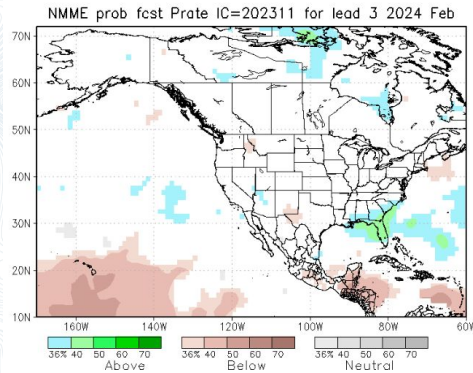 NMME prob fcst Prate IC=202311 for lead 3 2024 Feb
70N
60N
50N
40N
30N
20N
10N
160W 140W 120W 100W 80W 60W
36% 40 50 60 70 36% 40 50 60 70 36% 40 50 60 70
Above Below Neutral